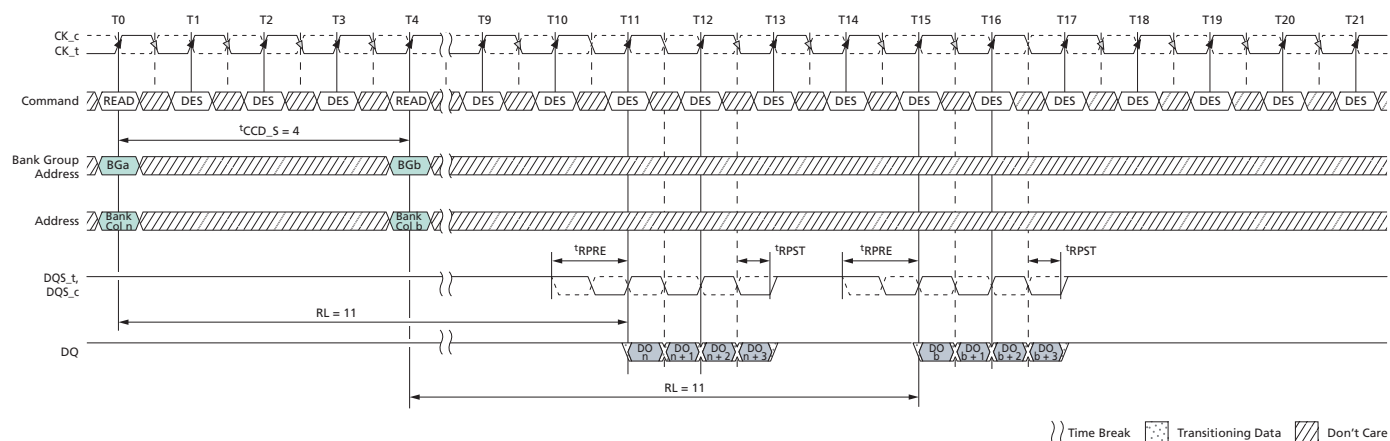 T0 T1 T2 T3 T4 T9 T10 T11 T12 T13 T14 T15 T16 T17 T18 T19 T20 T21
CK_c
CK_t
Command READ DES DES DES READ DES DES DES DES DES DES DES DES DES DES DES DES DES
tCCD_S = 4
Bank Group
Address
BGa BGb
Address
Bank
Col n
Bank
Col b
tRPRE tRPST tRPRE tRPST
DQS_t,
DQS_c
RL = 11
DQ
DO
n
DO
n + 1
DO
n + 2
DO
n + 3
DO
b
DO
b + 1
DO
b + 2
DO
b + 3
RL = 11
Time Break Transitioning Data Don't Care